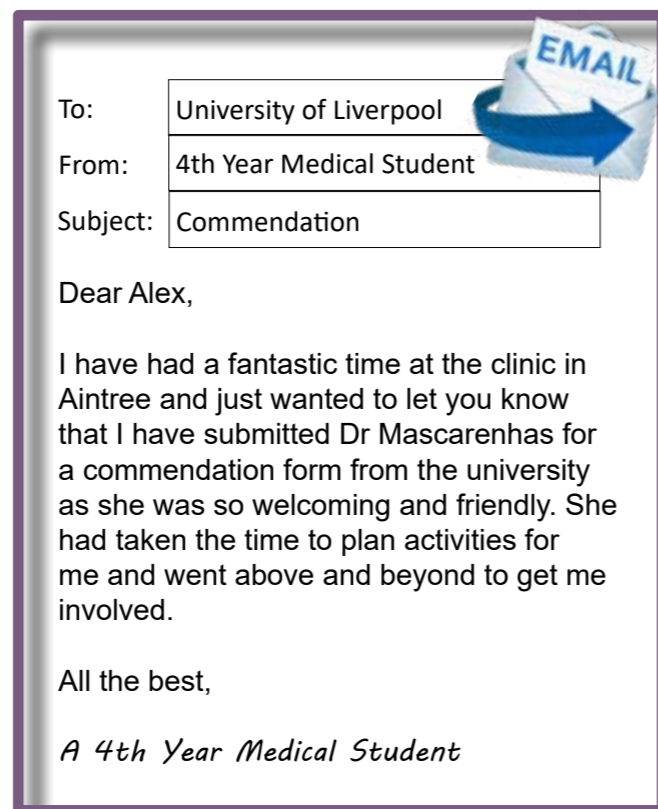 EMAIL
To: University of Liverpool
From: 4th Year Medical Student
Subject: Commendation
Dear Alex,
I have had a fantastic time at the clinic in
Aintree and just wanted to let you know
that I have submitted Dr Mascarenhas for
a commendation form from the university
as she was so welcoming and friendly. She
had taken the time to plan activities for
me and went above and beyond to get me
involved.
All the best,
A 4th Year Medical Student